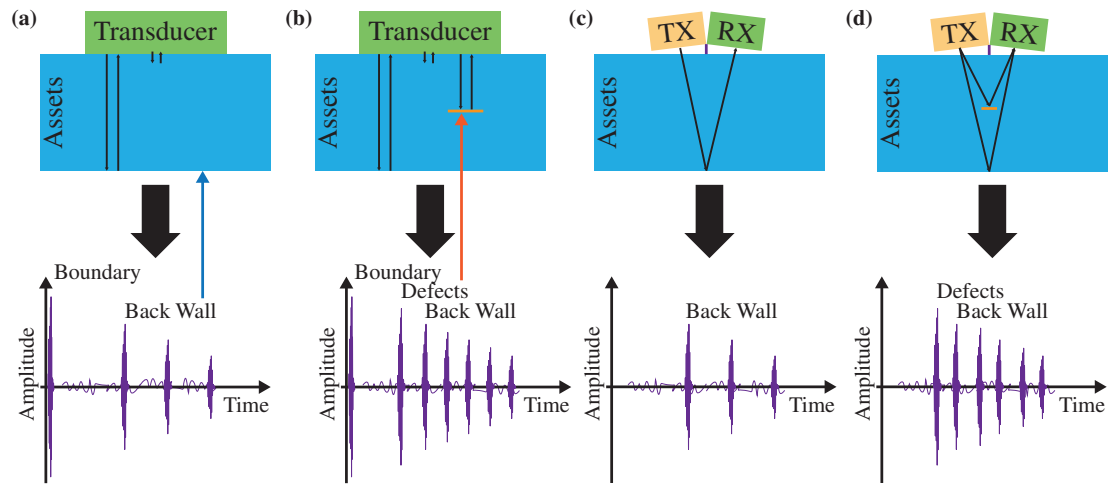 (a)
Transducer
Assets
Boundary
Back Wall
Amplitude
Time
(b)
Transducer
Assets
Boundary
Defects
Back Wall
Amplitude
Time
(c)
TX RX
Assets
Back Wall
Amplitude
Time
(d)
TX RX
Assets
Defects
Back Wall
Amplitude
Time